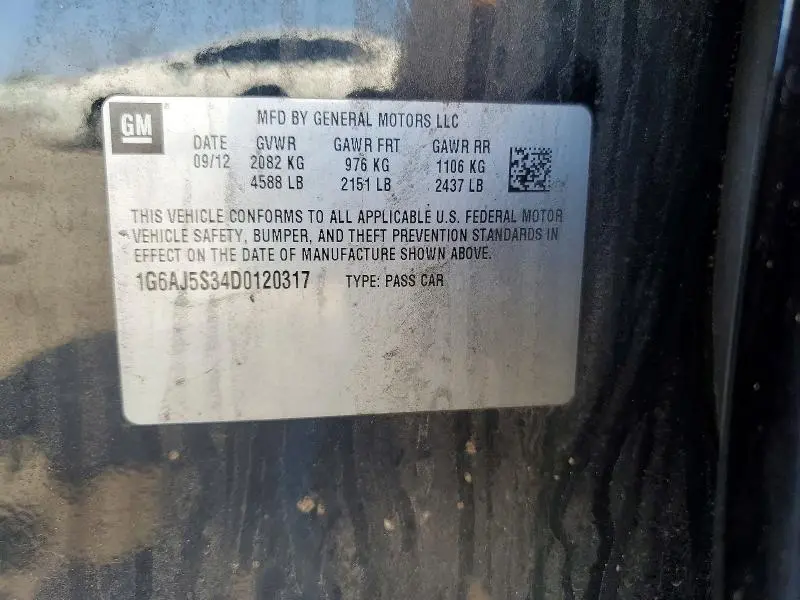 GM
MFD BY GENERAL MOTORS LLC
DATE GVWR GAWR FRT GAWR RR
09/12 2082 KG 976 KG 1106 KG
4588 LB 2151 LB 2437 LB
THIS VEHICLE CONFORMS TO ALL APPLICABLE U.S. FEDERAL MOTOR
VEHICLE SAFETY, BUMPER, AND THEFT PREVENTION STANDARDS IN
EFFECT ON THE DATE OF MANUFACTURE SHOWN ABOVE.
1G6AJ5S34D0120317 TYPE: PASS CAR